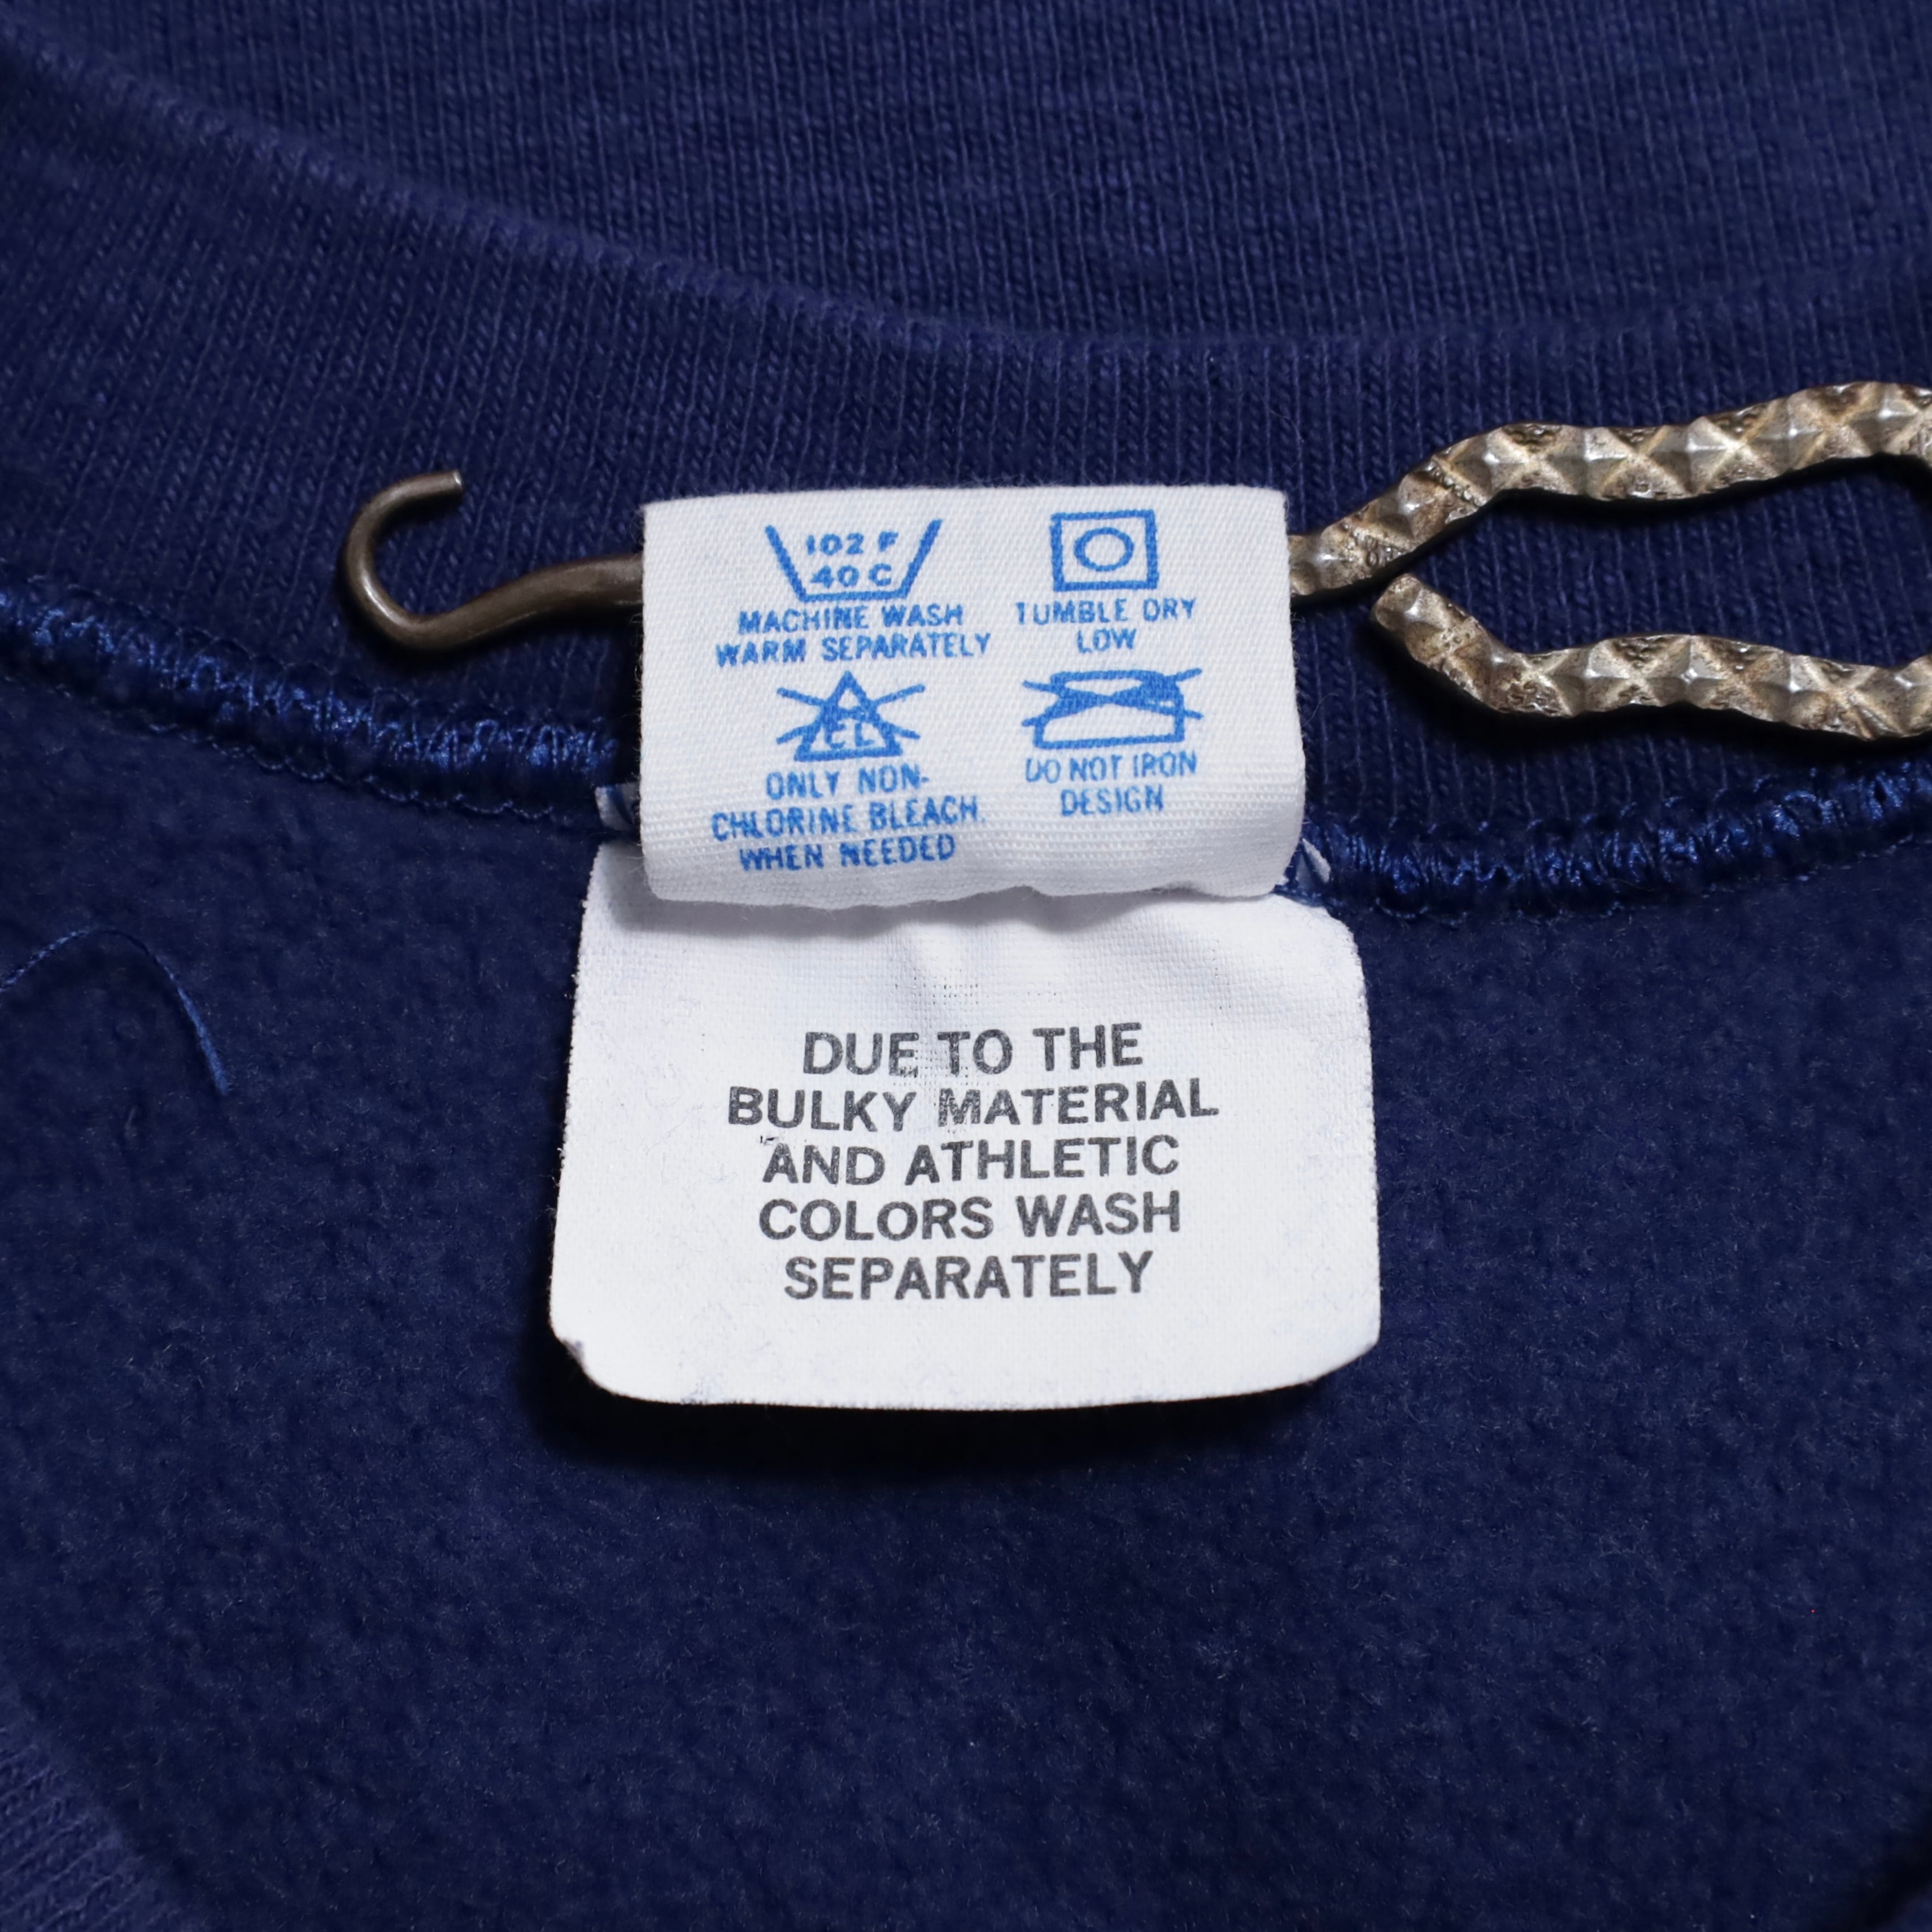 102 F
40 C
MACHINE WASH
WARM SEPARATELY
TUMBLE DRY
LOW
CL
ONLY NON-
CHLORINE BLEACH
WHEN NEEDED
DO NOT IRON
DESIGN
DUE TO THE
BULKY MATERIAL
AND ATHLETIC
COLORS WASH
SEPARATELY